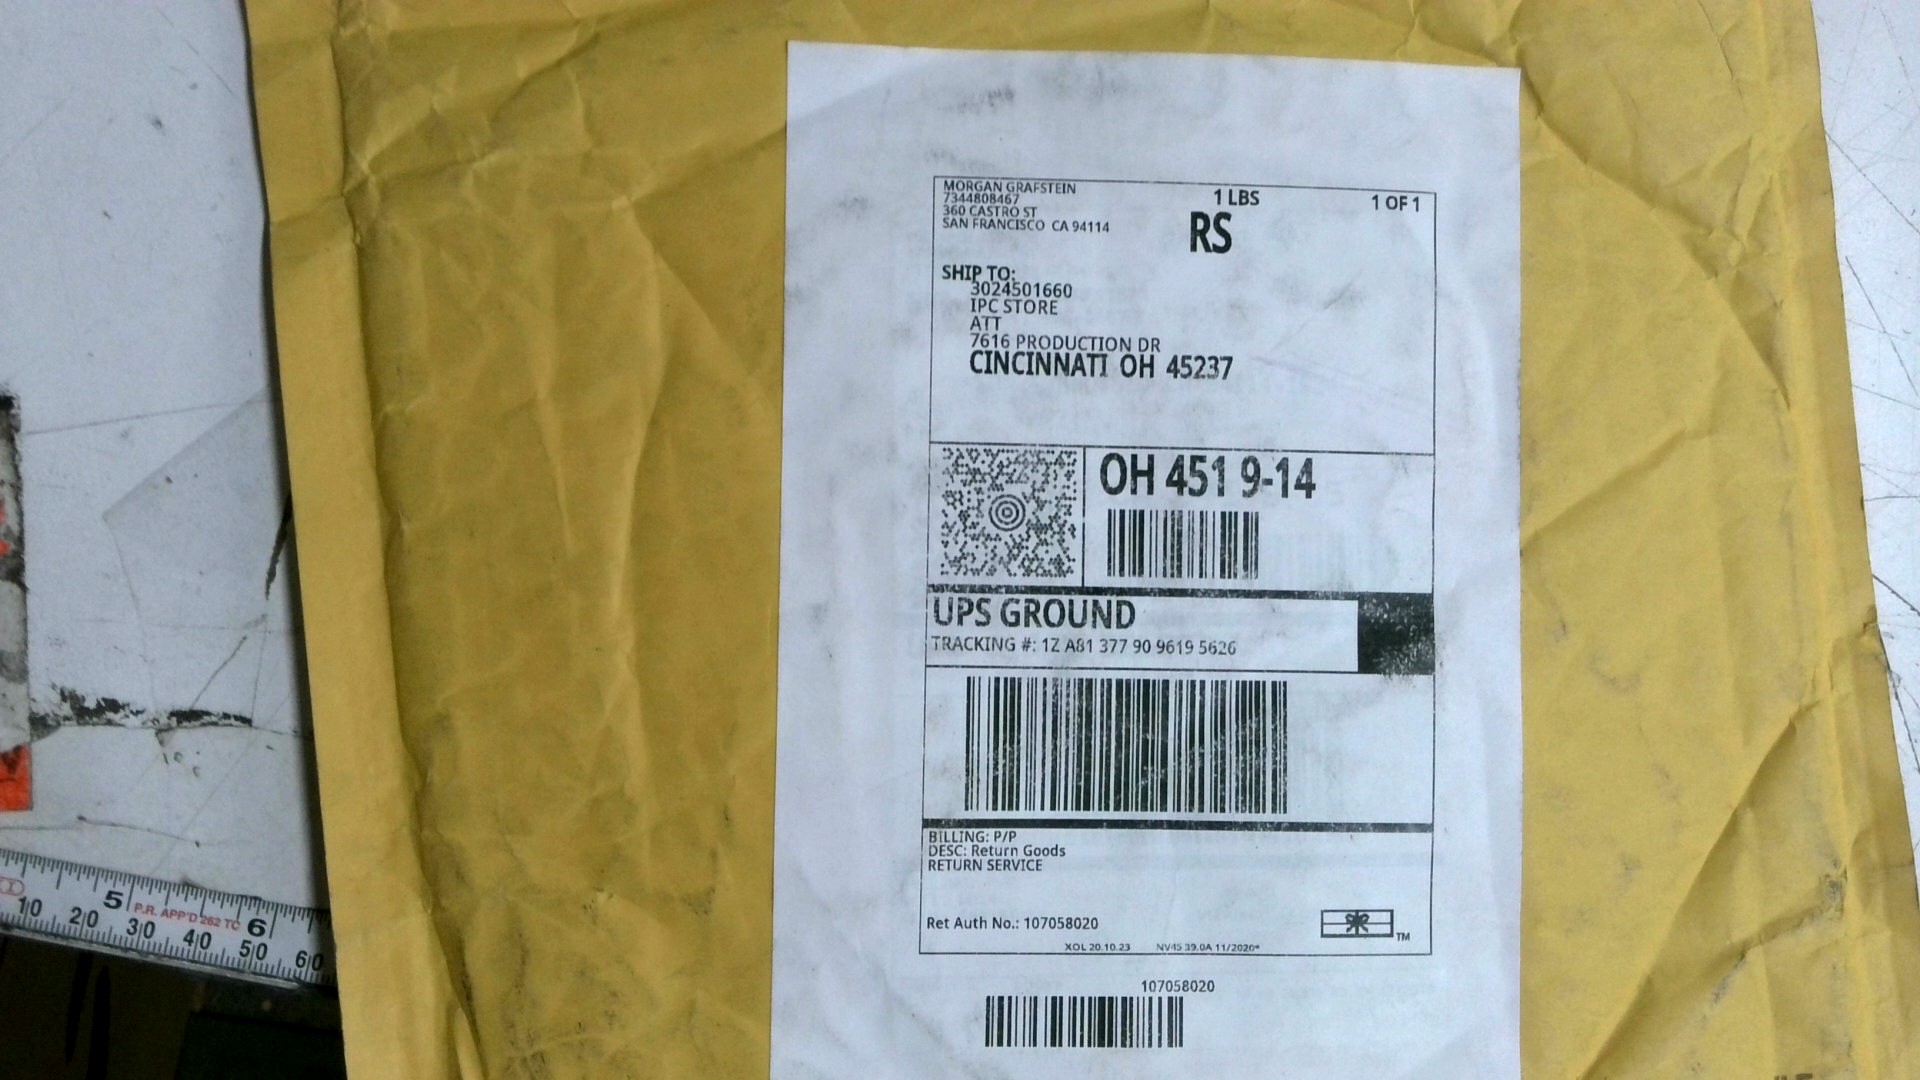 MORGAN GRAFSTEIN
7344808467
360 CASTRO ST
SAN FRANCISCO CA 94114
1 LBS
1 OF 1
RS
SHIP TO:
3024501660
IPC STORE
ATT
7616 PRODUCTION DR
CINCINNATI OH 45237
OH 451 9-14
UPS GROUND
TRACKING #: 1Z A81 377 90 9619 5626
BILLING: P/P
DESC: Return Goods
RETURN SERVICE
Ret Auth No.: 107058020
TM
XOL 20.10.23 NV45 39.0A 11/2020*
107058020
5 P.R. APP'D 262 TC 6
10 20 30 40 50 60